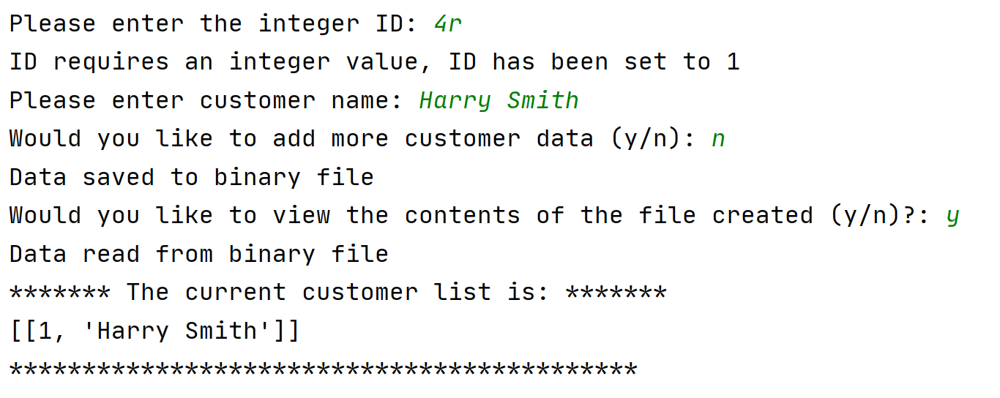 Please enter the integer ID: 4r
ID requires an integer value, ID has been set to 1
Please enter customer name: Harry Smith
Would you like to add more customer data (y/n): n
Data saved to binary file
Would you like to view the contents of the file created (y/n)?: y
Data read from binary file
******* The current customer list is: *******
[[1, 'Harry Smith']]
*******************************************